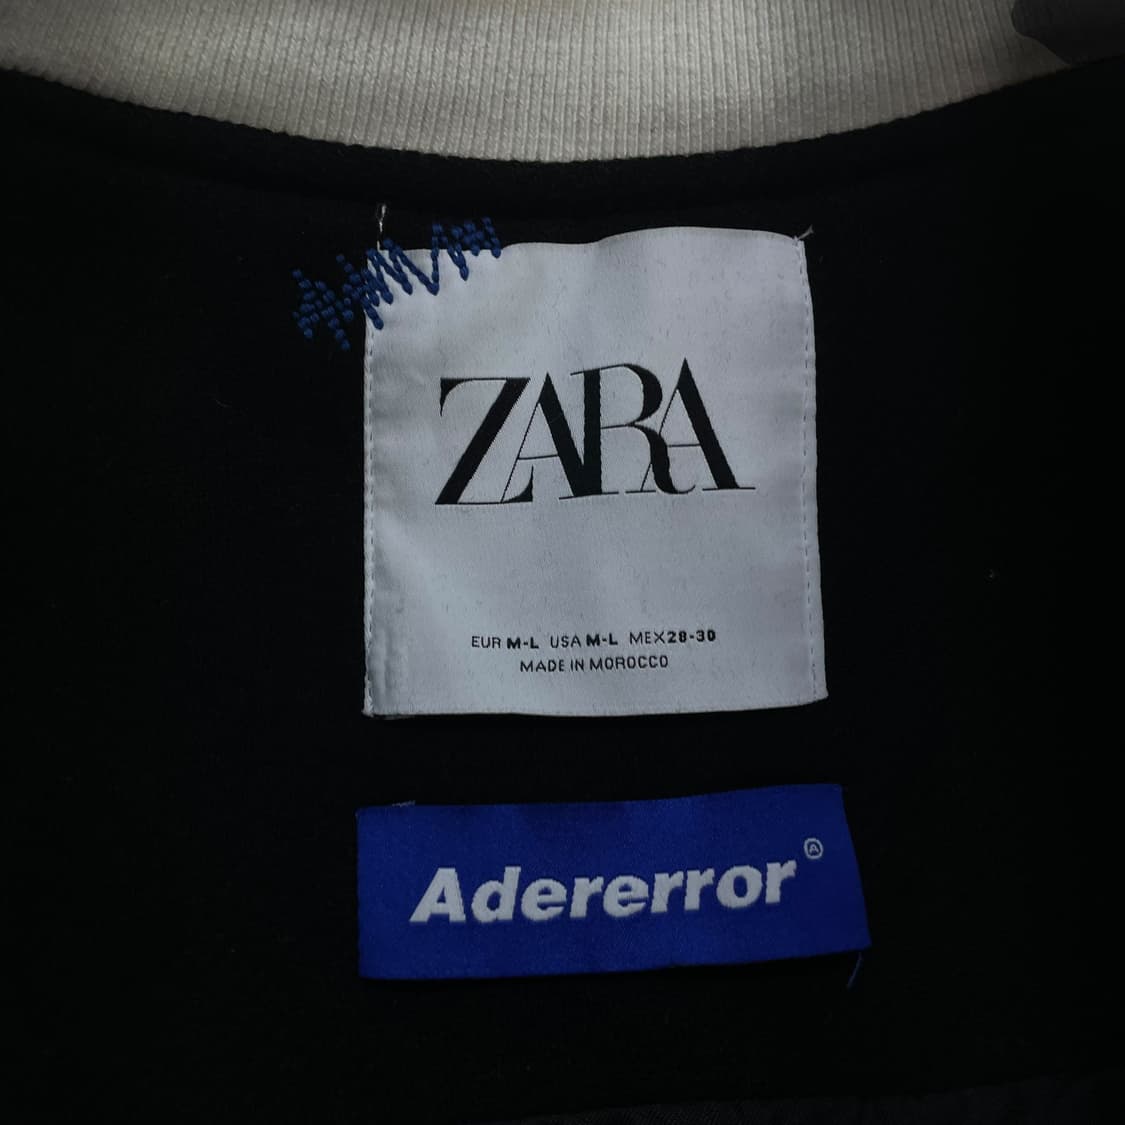 ZARA
EUR M-L USA M-L MEX 28-30
MADE IN MOROCCO
Adererror